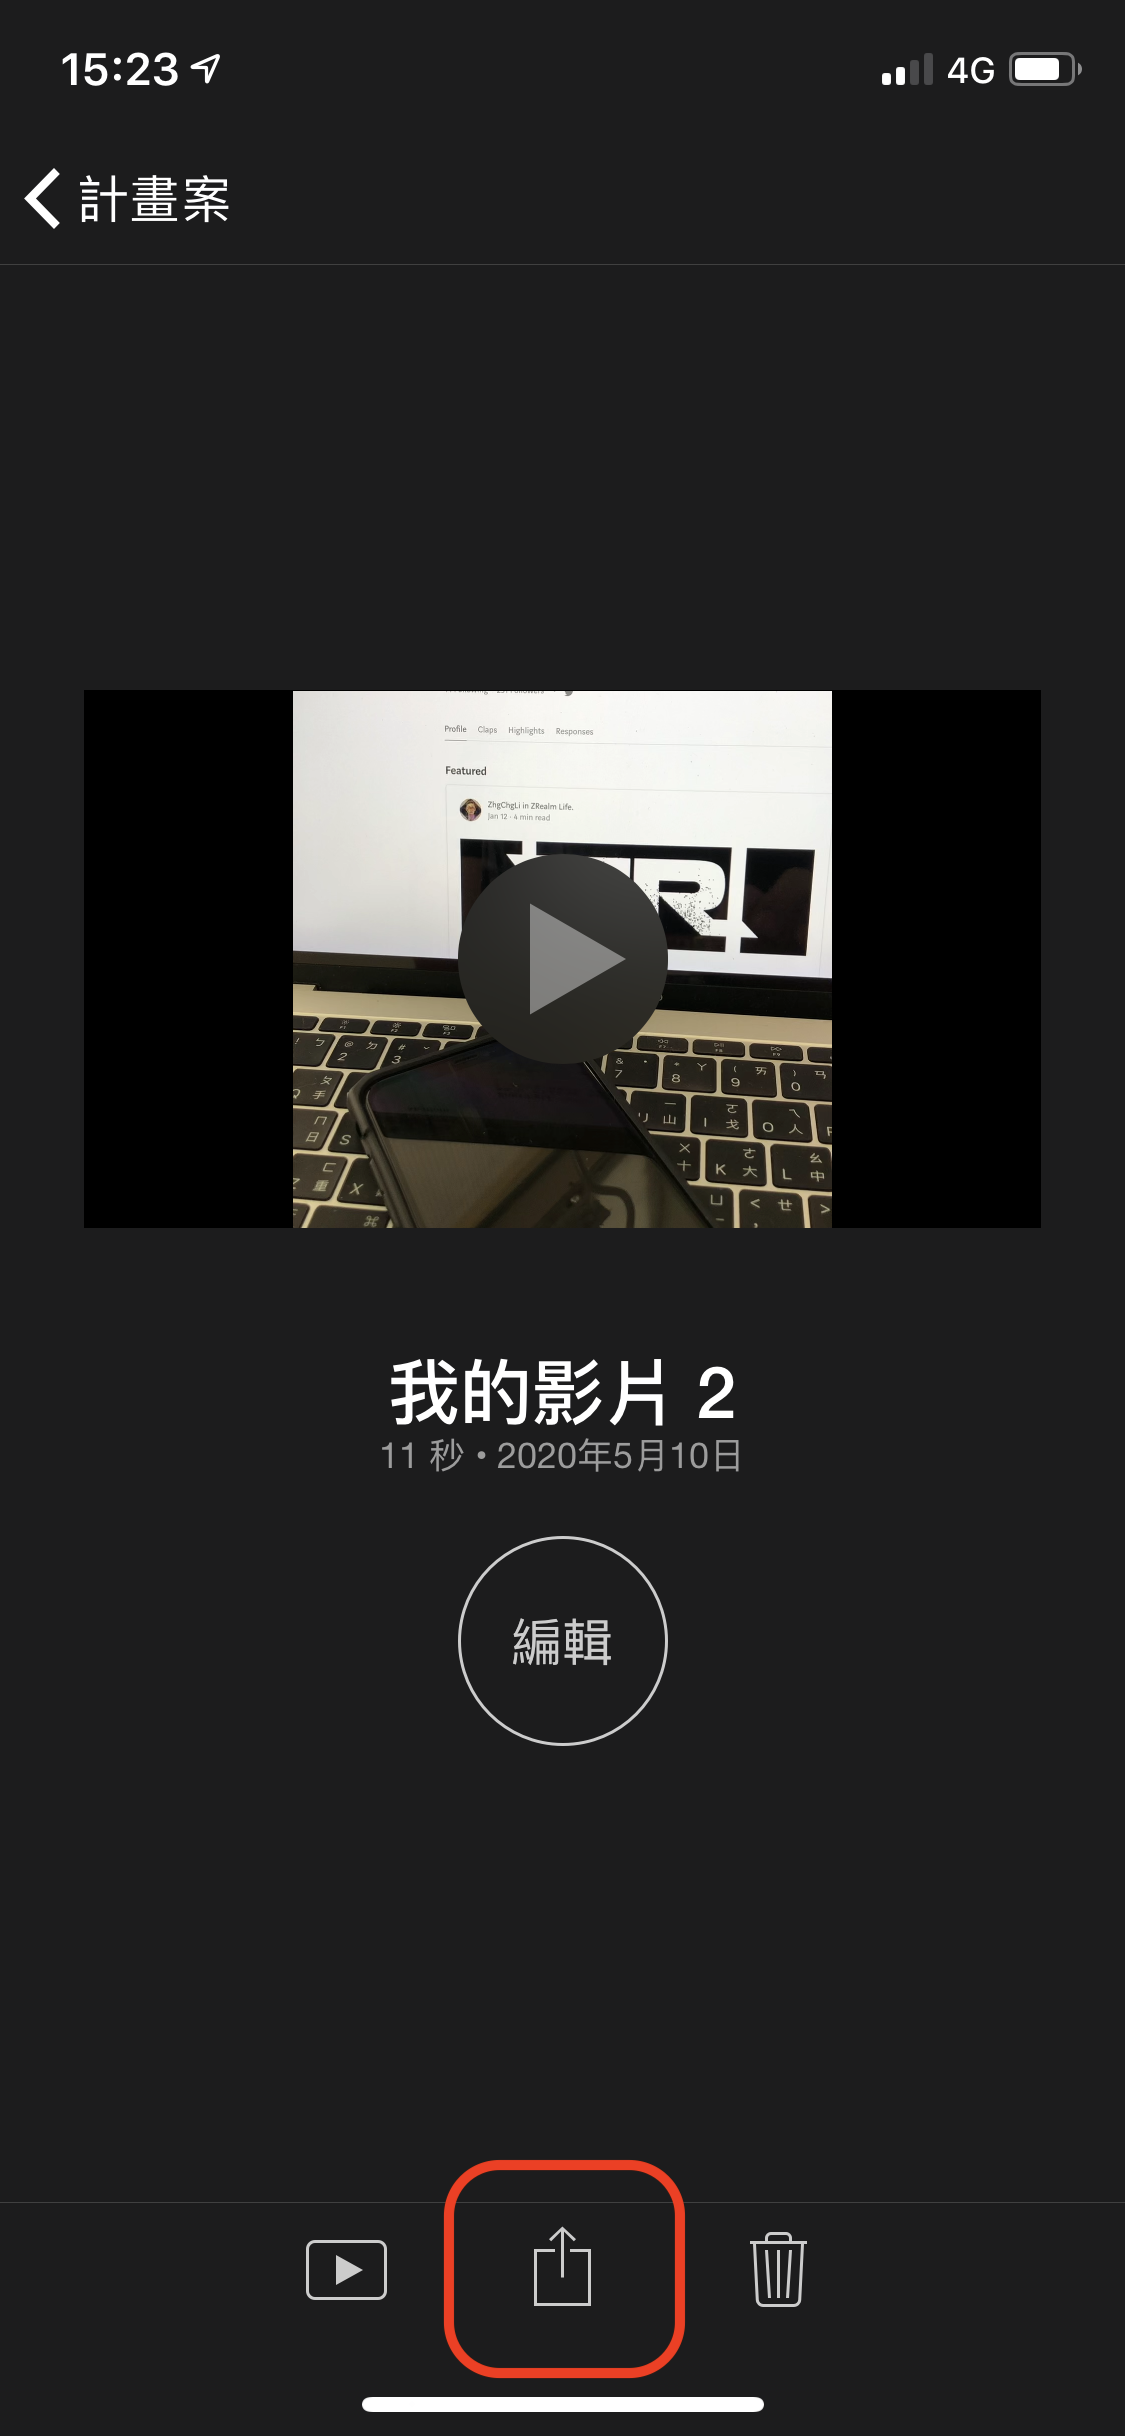 15:23
4G
計畫案
Profile Claps Highlights Responses
Featured
ZhgChgLi in ZRealm Life.
Jan 12 · 4 min read
R
我的影片 2
11 秒 • 2020年5月10日
編輯